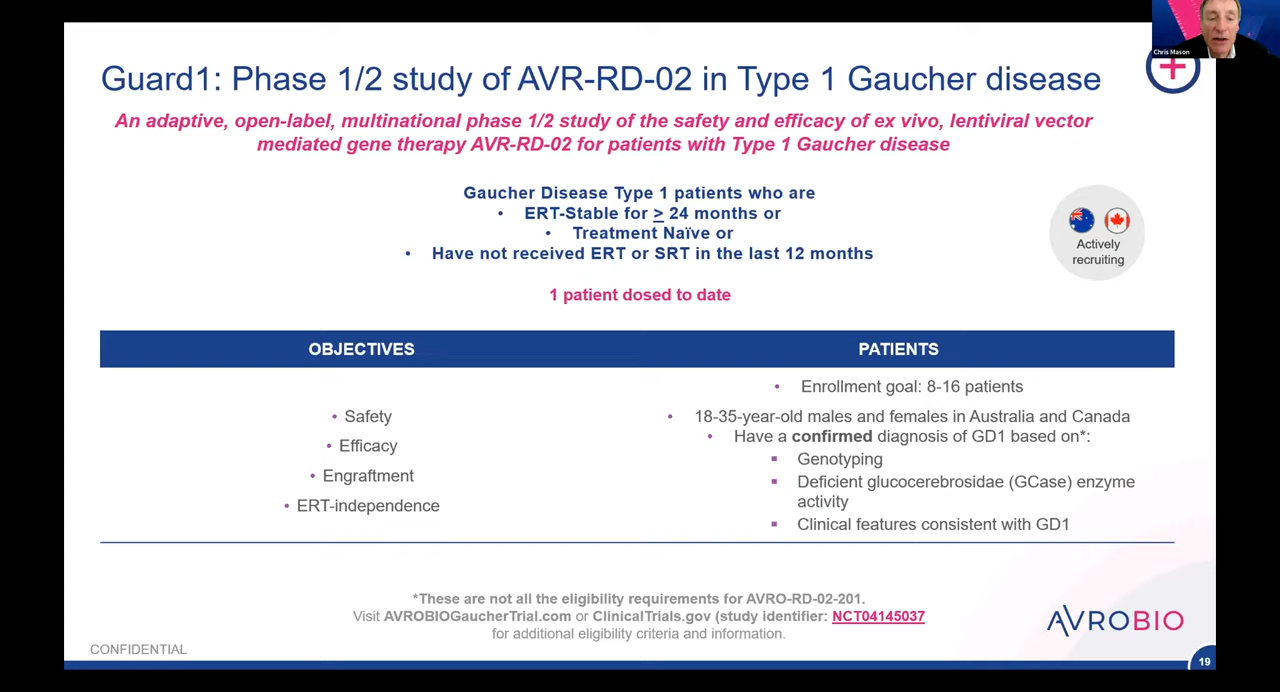 Chris Mason
Guard1: Phase 1/2 study of AVR-RD-02 in Type 1 Gaucher disease
An adaptive, open-label, multinational phase 1/2 study of the safety and efficacy of ex vivo, lentiviral vector
mediated gene therapy AVR-RD-02 for patients with Type 1 Gaucher disease
Gaucher Disease Type 1 patients who are
• ERT-Stable for ≥ 24 months or
• Treatment Naïve or
• Have not received ERT or SRT in the last 12 months
Actively
recruiting
1 patient dosed to date
OBJECTIVES
• Safety
• Efficacy
• Engraftment
• ERT-independence
PATIENTS
• Enrollment goal: 8-16 patients
• 18-35-year-old males and females in Australia and Canada
• Have a confirmed diagnosis of GD1 based on*:
▪ Genotyping
▪ Deficient glucocerebrosidae (GCase) enzyme
activity
▪ Clinical features consistent with GD1
*These are not all the eligibility requirements for AVRO-RD-02-201.
Visit AVROBIOGaucherTrial.com or ClinicalTrials.gov (study identifier: NCT04145037
for additional eligibility criteria and information.
AVROBIO
CONFIDENTIAL
19